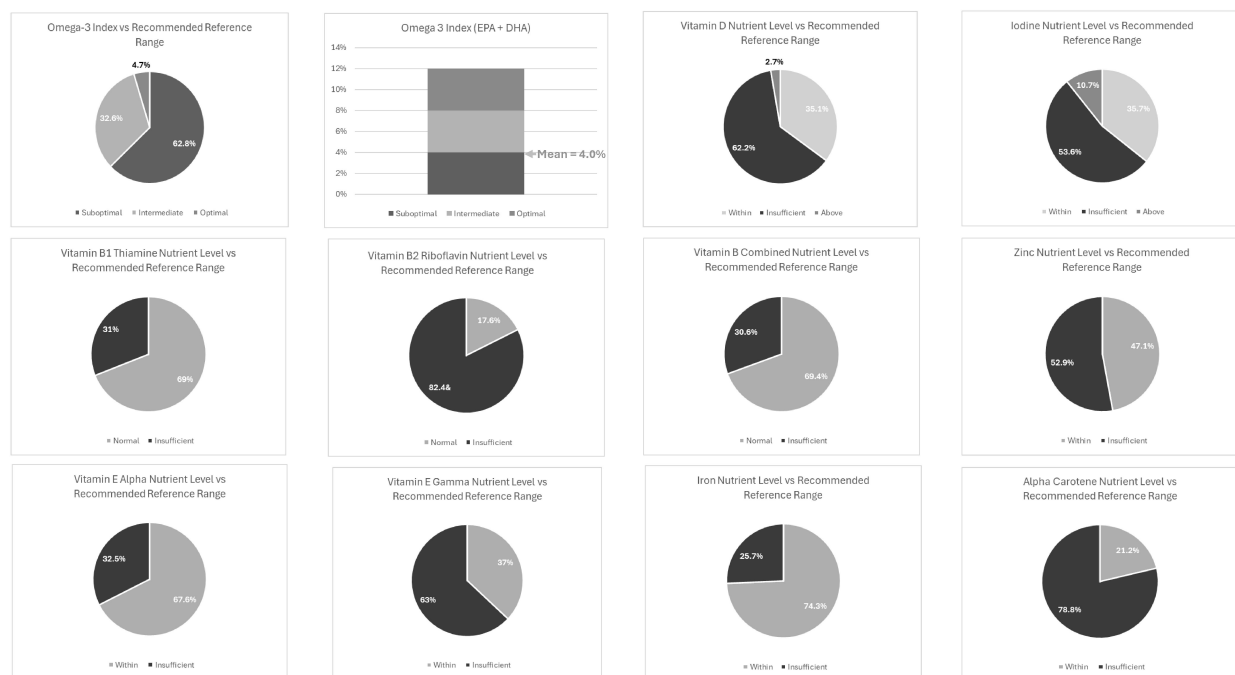 Omega-3 Index vs Recommended Reference
Range
4.7%
32.6%
62.8%
Suboptimal Intermediate Optimal
Omega 3 Index (EPA + DHA)
14%
12%
10%
8%
6%
4%
2%
0%
Mean = 4.0%
Suboptimal Intermediate Optimal
Vitamin D Nutrient Level vs Recommended
Reference Range
2.7%
35.1%
62.2%
Within Insufficient Above
Iodine Nutrient Level vs Recommended
Reference Range
10.7%
35.7%
53.6%
Within Insufficient Above
Vitamin B1 Thiamine Nutrient Level vs
Recommended Reference Range
31%
69%
Normal Insufficient
Vitamin B2 Riboflavin Nutrient Level vs
Recommended Reference Range
17.6%
82.4&
Normal Insufficient
Vitamin B Combined Nutrient Level vs
Recommended Reference Range
30.6%
69.4%
Normal Insufficient
Zinc Nutrient Level vs Recommended
Reference Range
47.1%
52.9%
Within Insufficient
Vitamin E Alpha Nutrient Level vs
Recommended Reference Range
32.5%
67.6%
Within Insufficient
Vitamin E Gamma Nutrient Level vs
Recommended Reference Range
37%
63%
Within Insufficient
Iron Nutrient Level vs Recommended
Reference Range
25.7%
74.3%
Within Insufficient
Alpha Carotene Nutrient Level vs
Recommended Reference Range
21.2%
78.8%
Within Insufficient